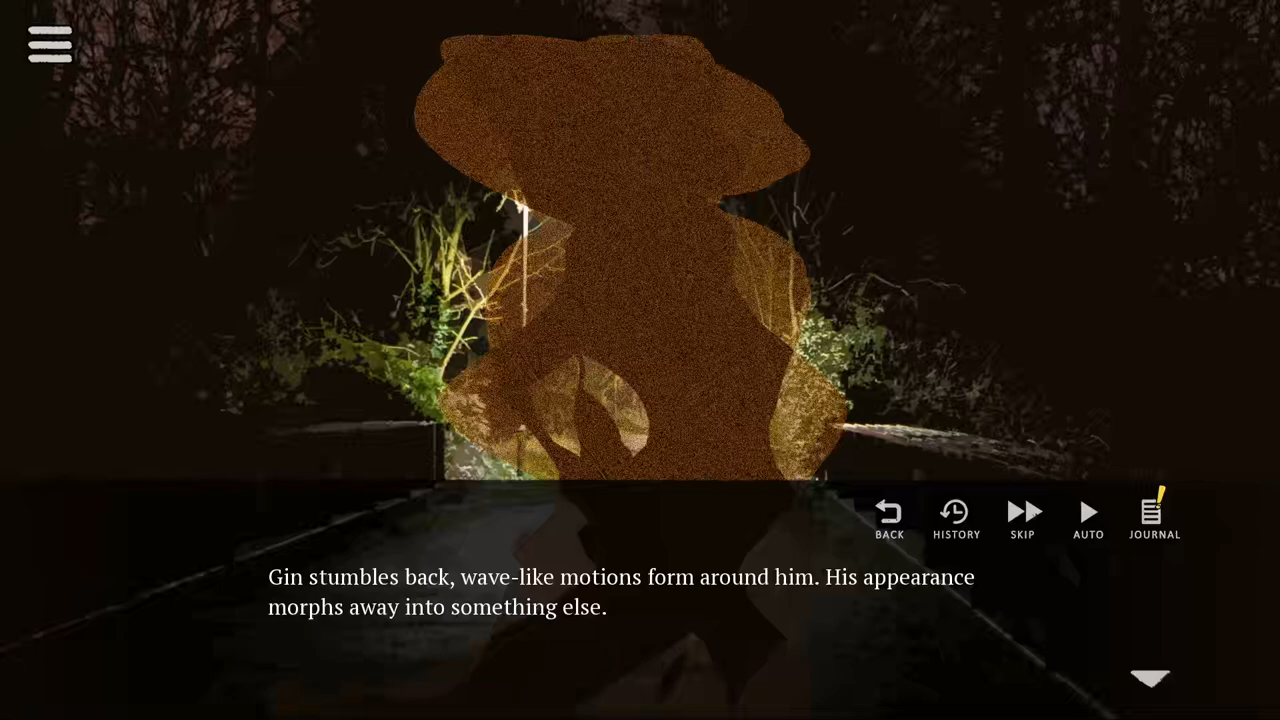 BACK
HISTORY
SKIP
AUTO
JOURNAL
Gin stumbles back, wave-like motions form around him. His appearance
morphs away into something else.